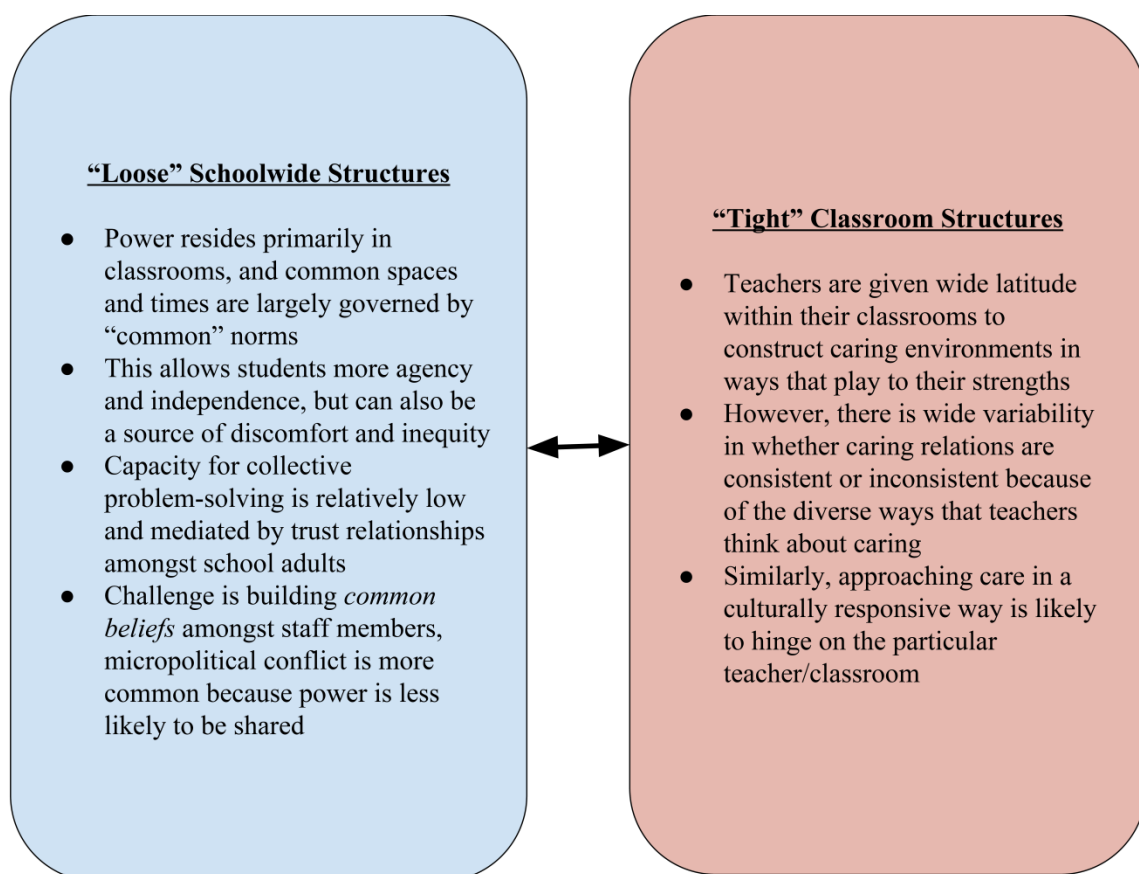 “Loose” Schoolwide Structures
● Power resides primarily in
classrooms, and common spaces
and times are largely governed by
“common” norms
● This allows students more agency
and independence, but can also be
a source of discomfort and inequity
● Capacity for collective
problem-solving is relatively low
and mediated by trust relationships
amongst school adults
● Challenge is building common
beliefs amongst staff members,
micropolitical conflict is more
common because power is less
likely to be shared
“Tight” Classroom Structures
● Teachers are given wide latitude
within their classrooms to
construct caring environments in
ways that play to their strengths
● However, there is wide variability
in whether caring relations are
consistent or inconsistent because
of the diverse ways that teachers
think about caring
● Similarly, approaching care in a
culturally responsive way is likely
to hinge on the particular
teacher/classroom